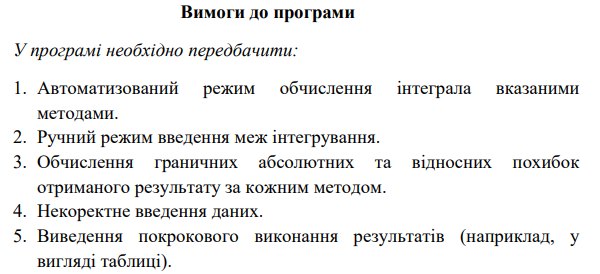 Вимоги до програми
У програмі необхідно передбачити:
1. Автоматизований режим обчислення інтеграла вказаними
методами.
2. Ручний режим введення меж інтегрування.
3. Обчислення граничних абсолютних та відносних похибок
отриманого результату за кожним методом.
4. Некоректне введення даних.
5. Виведення покрокового виконання результатів (наприклад, у
вигляді таблиці).